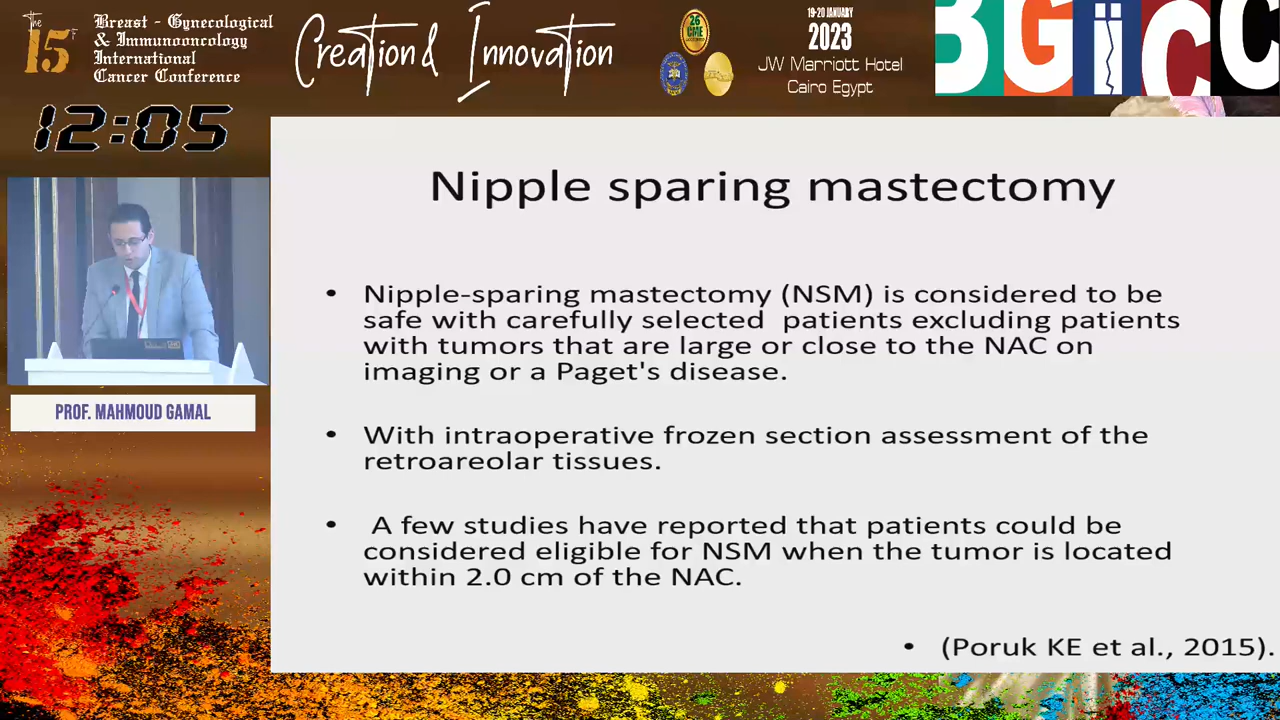 The 15th
Breast - Gynecological
& Immunooncology
International
Cancer Conference
Creation & Innovation
26
CME
19-20 JANUARY
2023
JW Marriott Hotel
Cairo Egypt
BGICC
12:05
PROF. MAHMOUD GAMAL
Nipple sparing mastectomy
• Nipple-sparing mastectomy (NSM) is considered to be
safe with carefully selected patients excluding patients
with tumors that are large or close to the NAC on
imaging or a Paget's disease.
• With intraoperative frozen section assessment of the
retroareolar tissues.
• A few studies have reported that patients could be
considered eligible for NSM when the tumor is located
within 2.0 cm of the NAC.
• (Poruk KE et al., 2015).